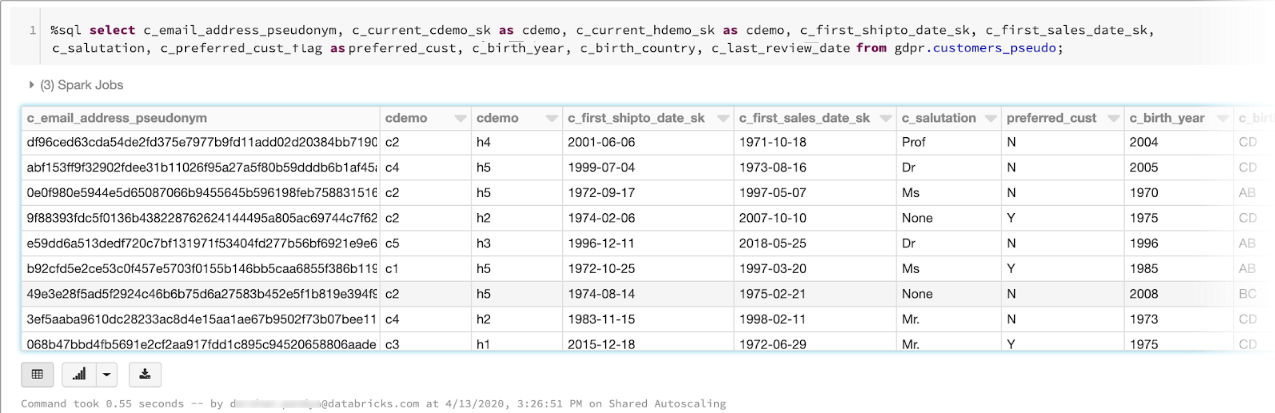 1 %sql select c_email_address_pseudonym, c_current_cdemo_sk as cdemo, c_current_hdemo_sk as cdemo, c_first_shipto_date_sk, c_first_sales_date_sk,
c_salutation, c_preferred_cust_flag as preferred_cust, c_birth_year, c_birth_country, c_last_review_date from gdpr.customers_pseudo;
(3) Spark Jobs
c_email_address_pseudonym cdemo cdemo c_first_shipto_date_sk c_first_sales_date_sk c_salutation preferred_cust c_birth_year c_birt
df96ced63cda54de2fd375e7977b9fd11add02d20384bb7190 c2 h4 2001-06-06 1971-10-18 Prof N 2004 CD
abf153ff9f32902fdee31b11026f95a27a5f80b59dddb6b1af45a c4 h5 1999-07-04 1973-08-16 Dr N 2005 CD
0e0f980e5944e5d65087066b9455645b596198feb758831516 c2 h5 1972-09-17 1997-05-07 Ms N 1970 AB
9f88393fdc5f0136b438228762624144495a805ac69744c7f62 c2 h2 1974-02-06 2007-10-10 None Y 1975 CD
e59dd6a513dedf720c7bf131971f53404fd277b56bf6921e9e6 c5 h3 1996-12-11 2018-05-25 Dr N 1996 AB
b92cfd5e2ce53c0f457e5703f0155b146bb5caa6855f386b119 c1 h5 1972-10-25 1997-03-20 Ms Y 1985 AB
49e3e28f5ad5f2924c46b6b75d6a27583b452e5f1b819e394f9 c2 h5 1974-08-14 1975-02-21 None N 2008 BC
3ef5aaba9610dc28233ac8d4e15aa1ae67b9502f73b07bee11 c4 h2 1983-11-15 1998-02-11 Mr. N 1973 CD
068b47bbd4fb5691e2cf2aa917fdd1c895c94520658806aade c3 h1 2015-12-18 1972-06-29 Mr. Y 1975 CD
Command took 0.55 seconds -- by @databricks.com at 4/13/2020, 3:26:51 PM on Shared Autoscaling